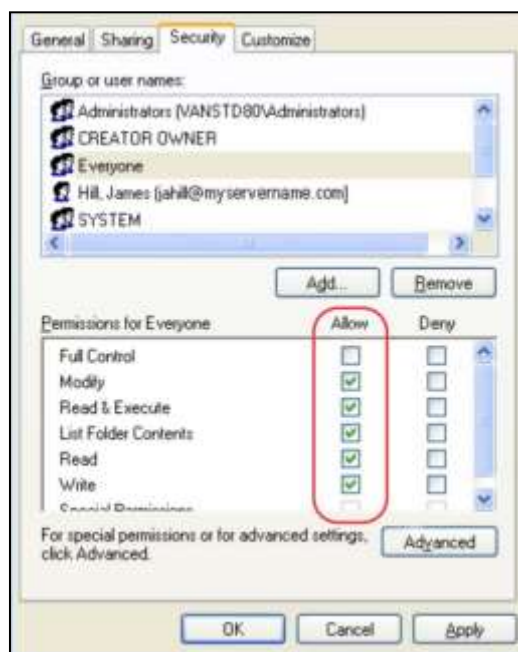 General Sharing Security Customize
Group or user names:
Administrators (VANSTD80\Administrators)
CREATOR OWNER
Everyone
Hill, James (jahill@myservername.com)
SYSTEM
Add... Remove
Permissions for Everyone Allow Deny
Full Control
Modify
Read & Execute
List Folder Contents
Read
Write
Special Permissions
For special permissions or for advanced settings,
click Advanced.
Advanced
OK Cancel Apply